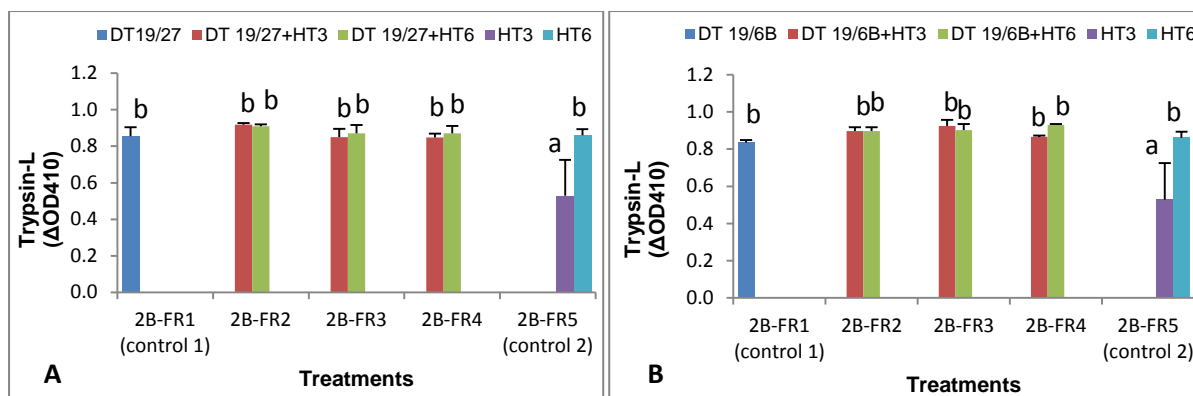 DT19/27 DT 19/27+HT3 DT 19/27+HT6 HT3 HT6
1.2
1.0
0.8
0.6
0.4
0.2
0.0
Trypsin-L
(ΔOD410)
b b b b b b b a b
2B-FR1 2B-FR2 2B-FR3 2B-FR4 2B-FR5
(control 1) (control 2)
A
Treatments
DT 19/6B DT 19/6B+HT3 DT 19/6B+HT6 HT3 HT6
1.2
1.0
0.8
0.6
0.4
0.2
0.0
Trypsin-L
(ΔOD410)
b b b b b b b a b
2B-FR1 2B-FR2 2B-FR3 2B-FR4 2B-FR5
(control 1) (control 2)
B
Treatments